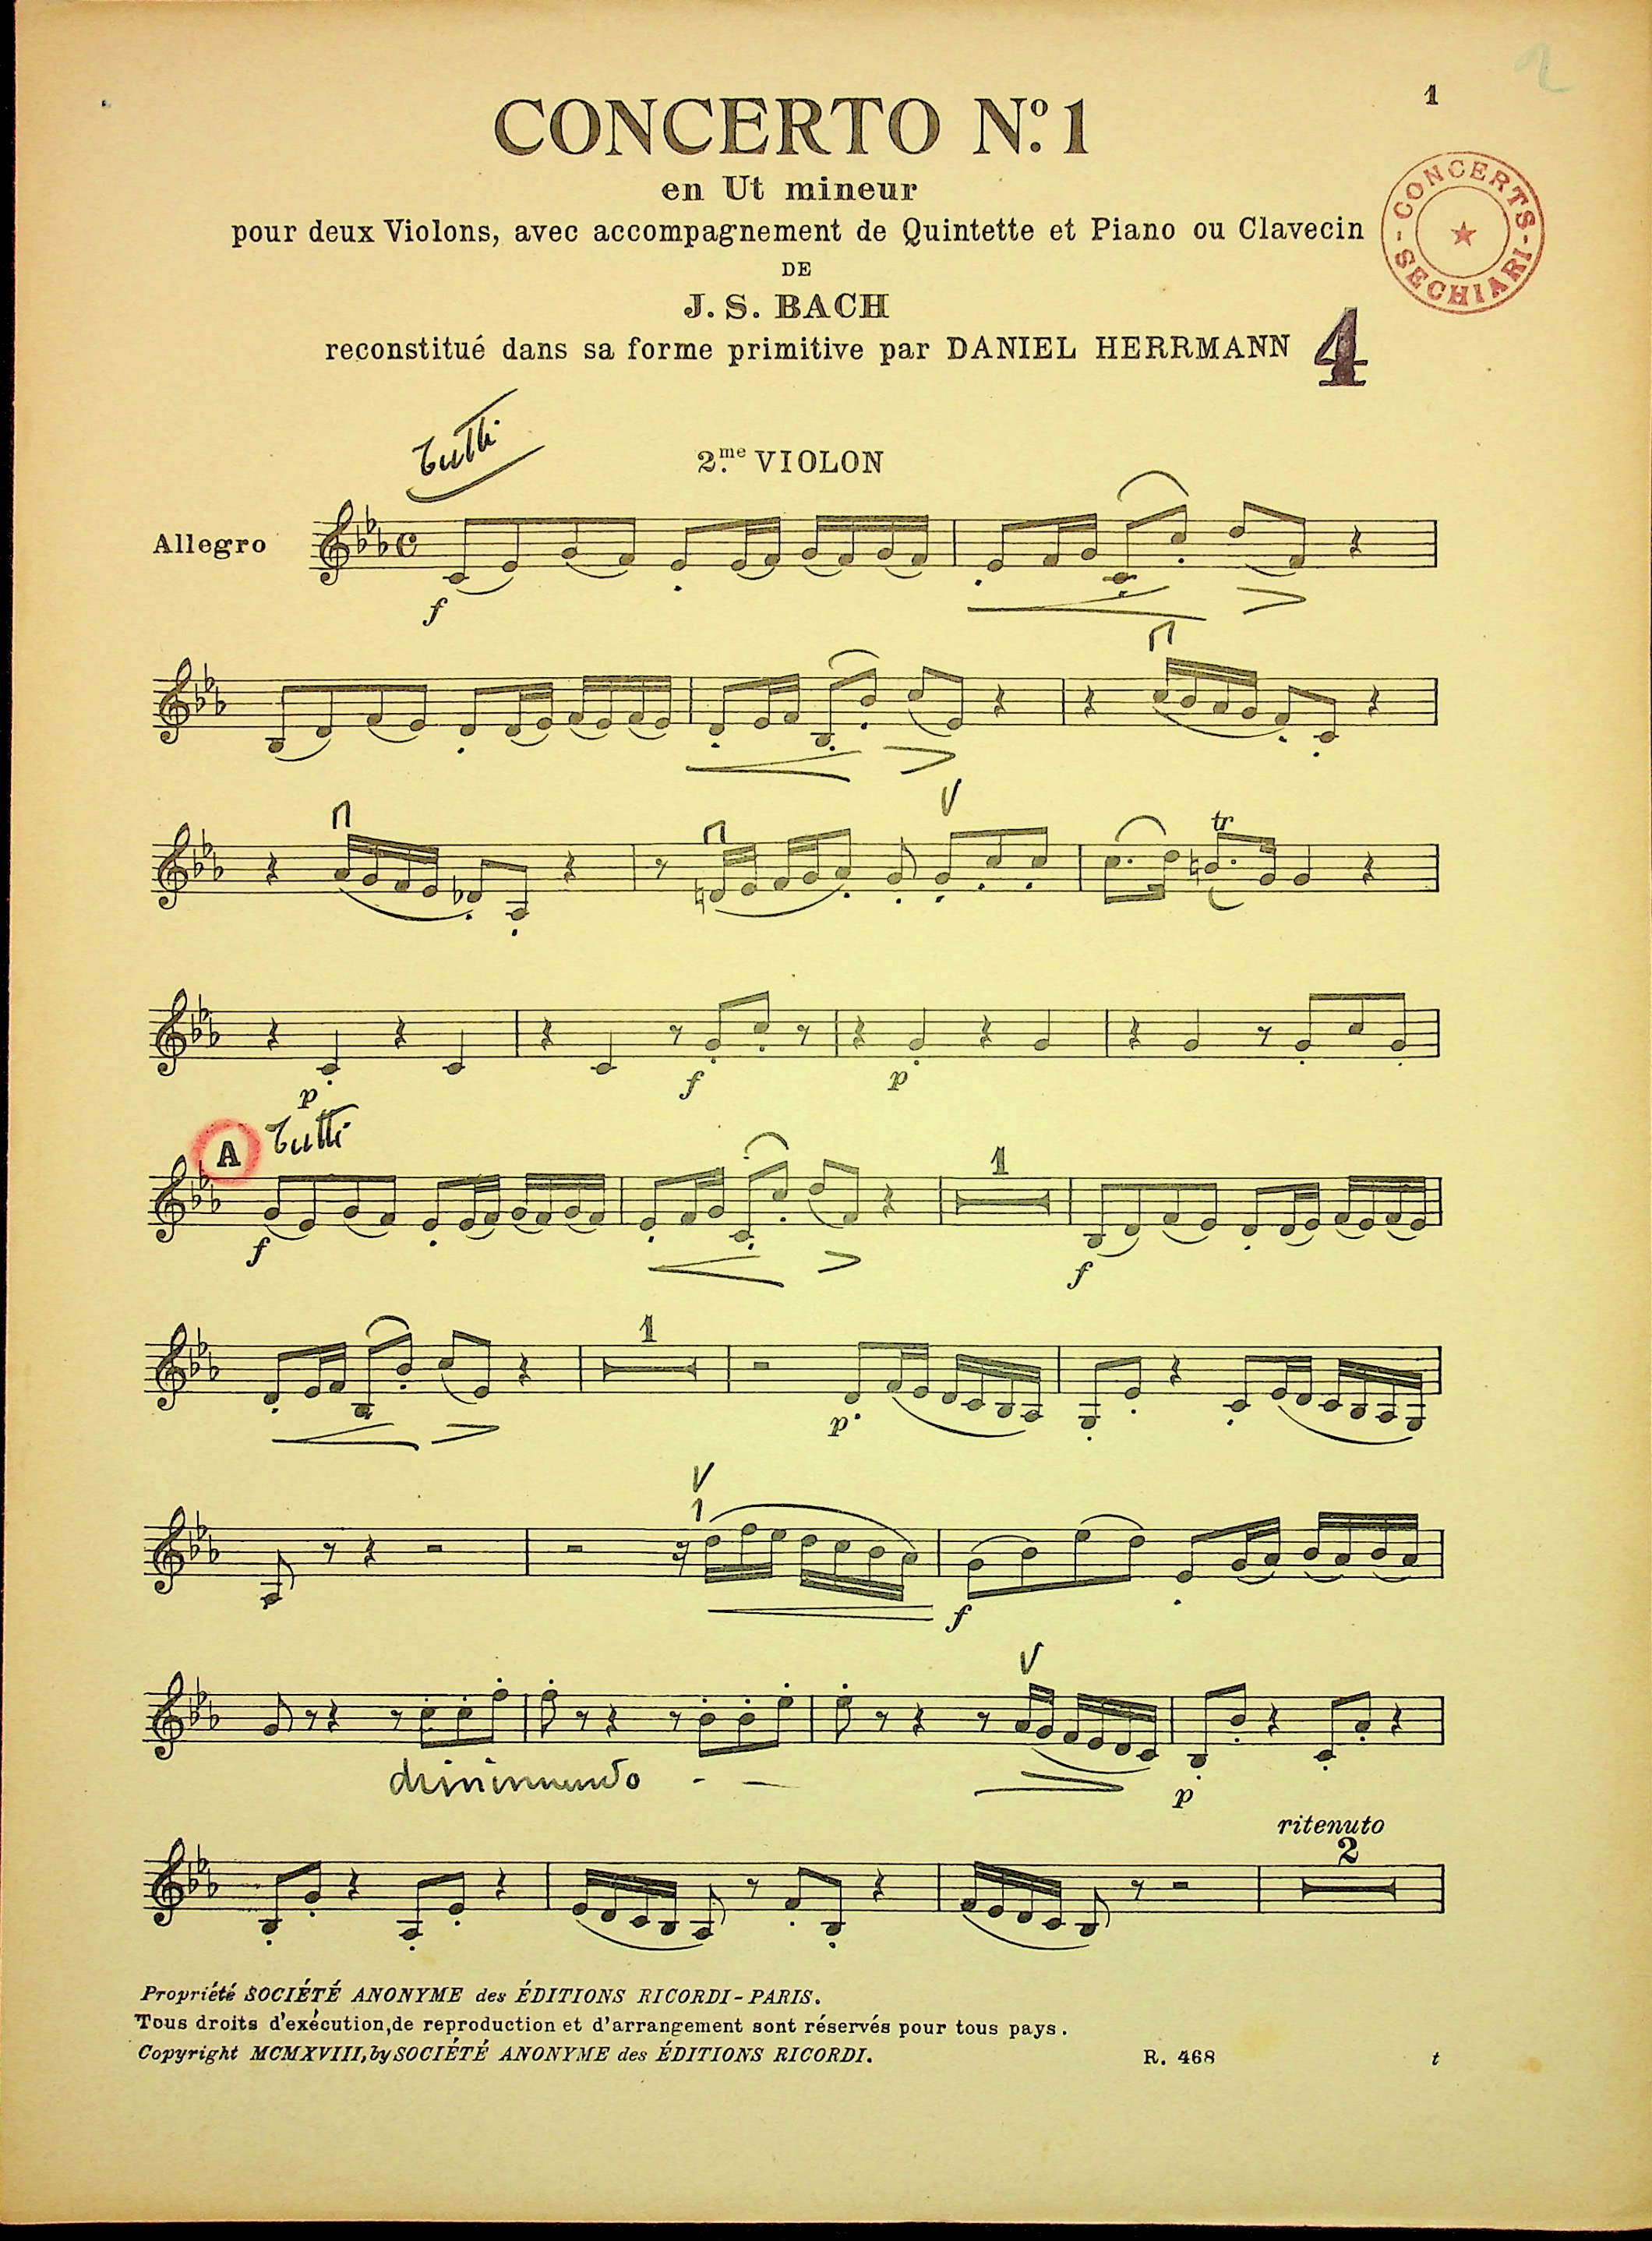 2
1
CONCERTO Nº. 1
en Ut mineur
pour deux Violons, avec accompagnement de Quintette et Piano ou Clavecin
DE
J. S. BACH
reconstitué dans sa forme primitive par DANIEL HERRMANN
CONCERTS - SECHIARI -
4
Tutti
2.me VIOLON
Allegro
f
tr
p f p
A Tutti
1
f f
1
p
1
f
diminuendo - -
p
ritenuto
2
Propriété SOCIÉTÉ ANONYME des ÉDITIONS RICORDI - PARIS.
Tous droits d'exécution, de reproduction et d'arrangement sont réservés pour tous pays.
Copyright MCMXVIII, by SOCIÉTÉ ANONYME des ÉDITIONS RICORDI.
R. 468
t